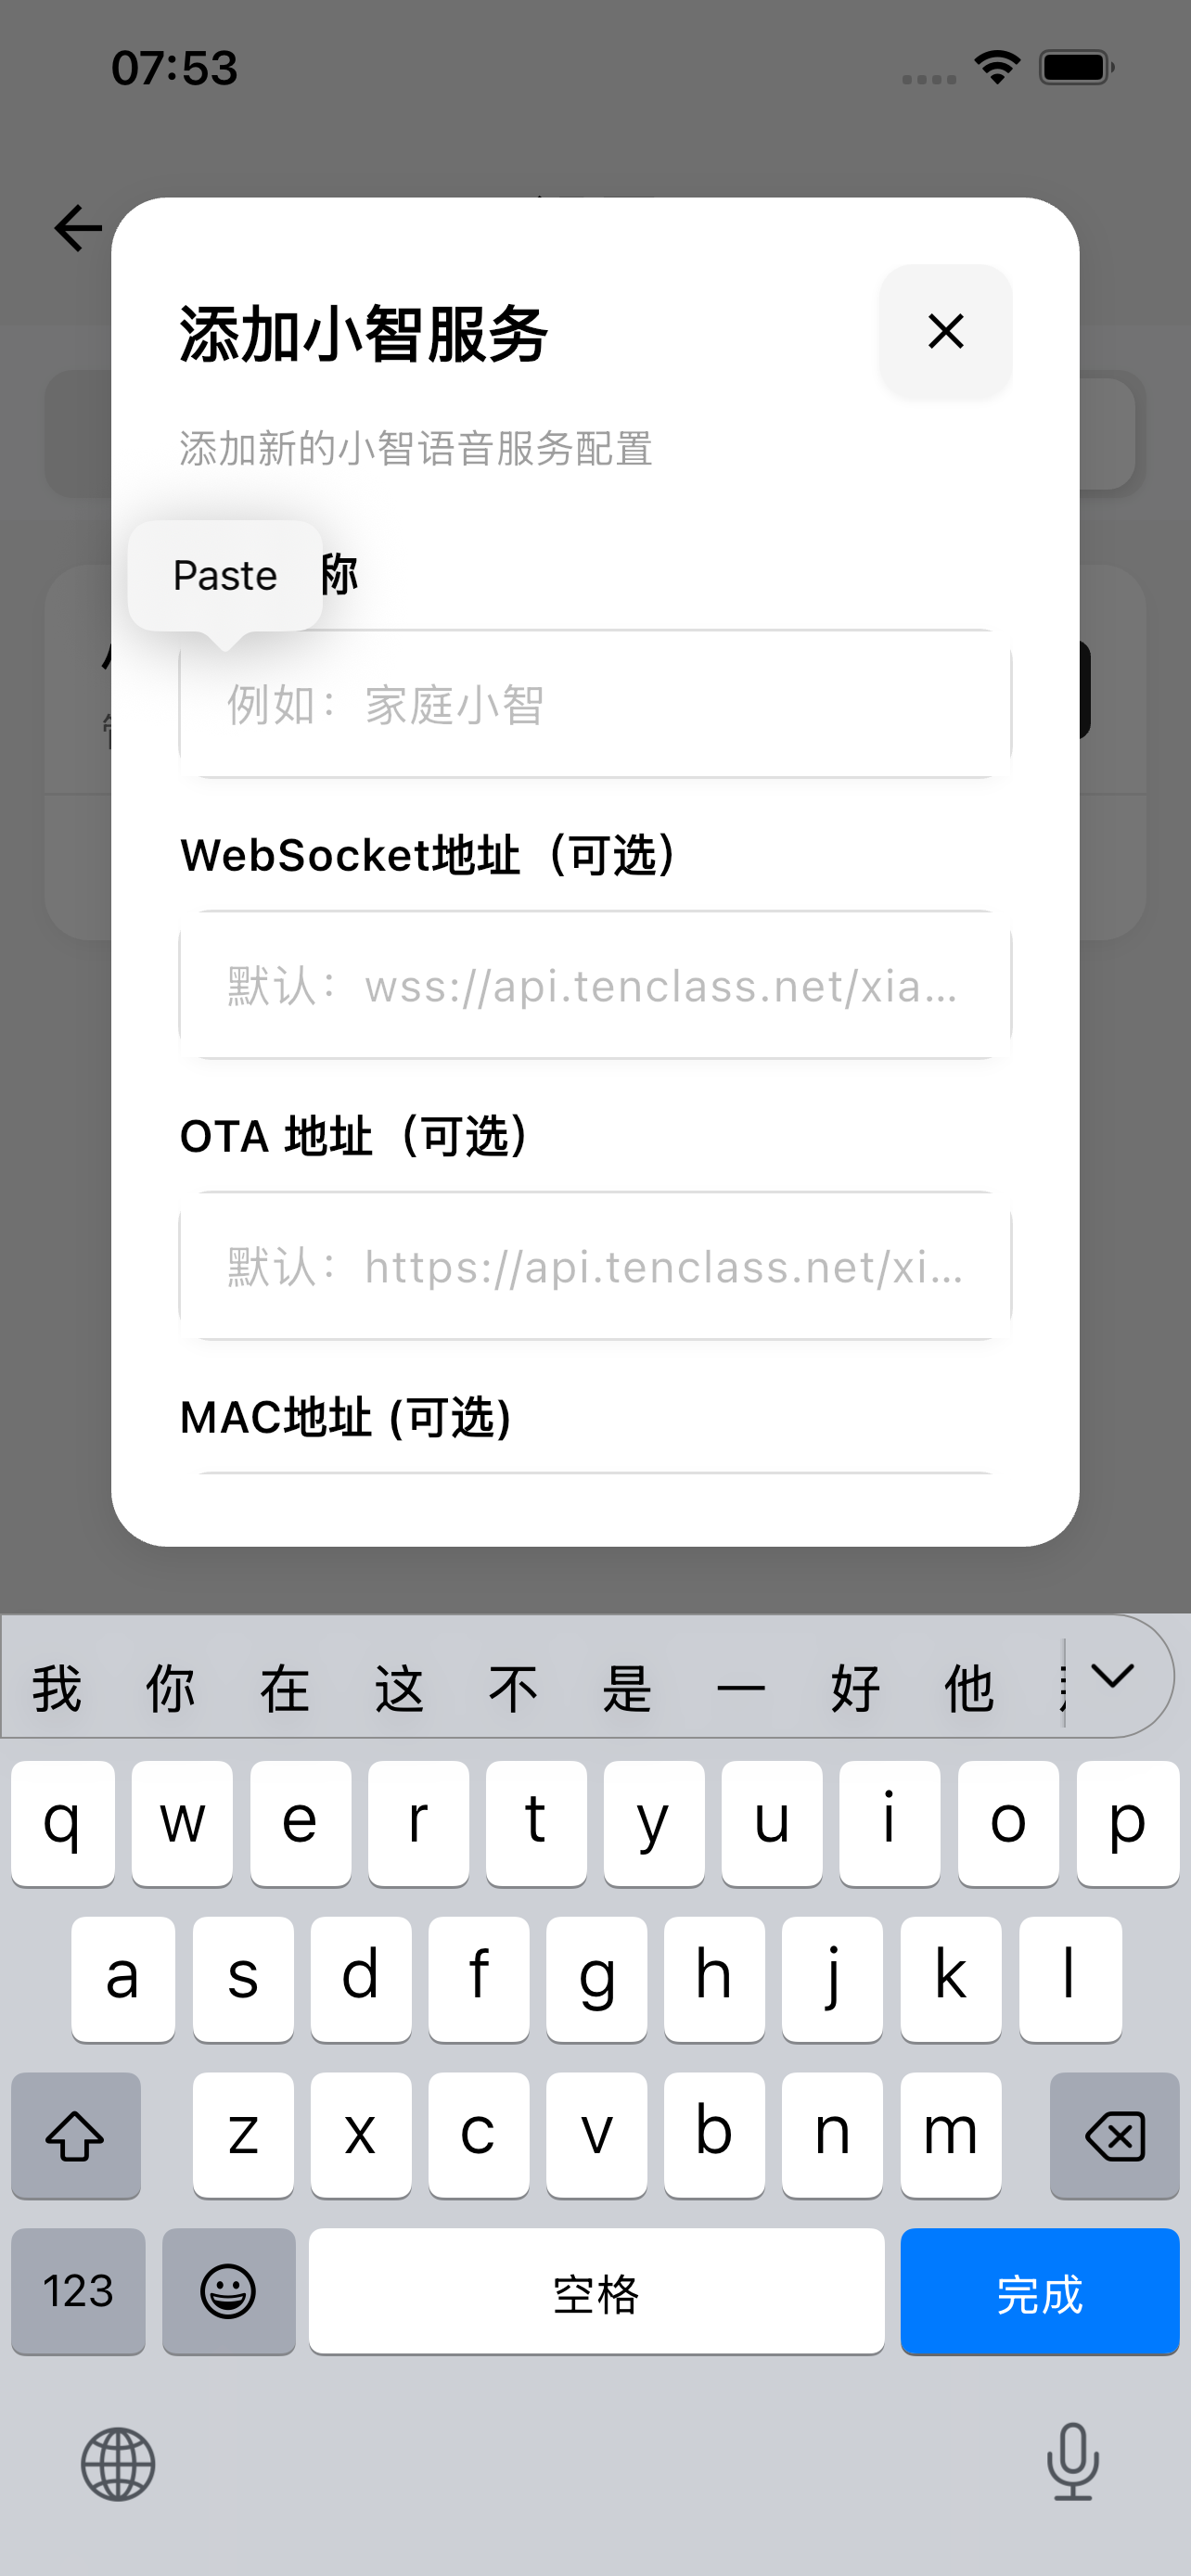 07:53
添加小智服务
添加新的小智语音服务配置
Paste
称
例如：家庭小智
WebSocket地址（可选）
默认：wss://api.tenclass.net/xia...
OTA 地址（可选）
默认：https://api.tenclass.net/xi...
MAC地址 (可选)
我 你 在 这 不 是 一 好 他
q w e r t y u i o p
a s d f g h j k l
z x c v b n m
123 空格 完成